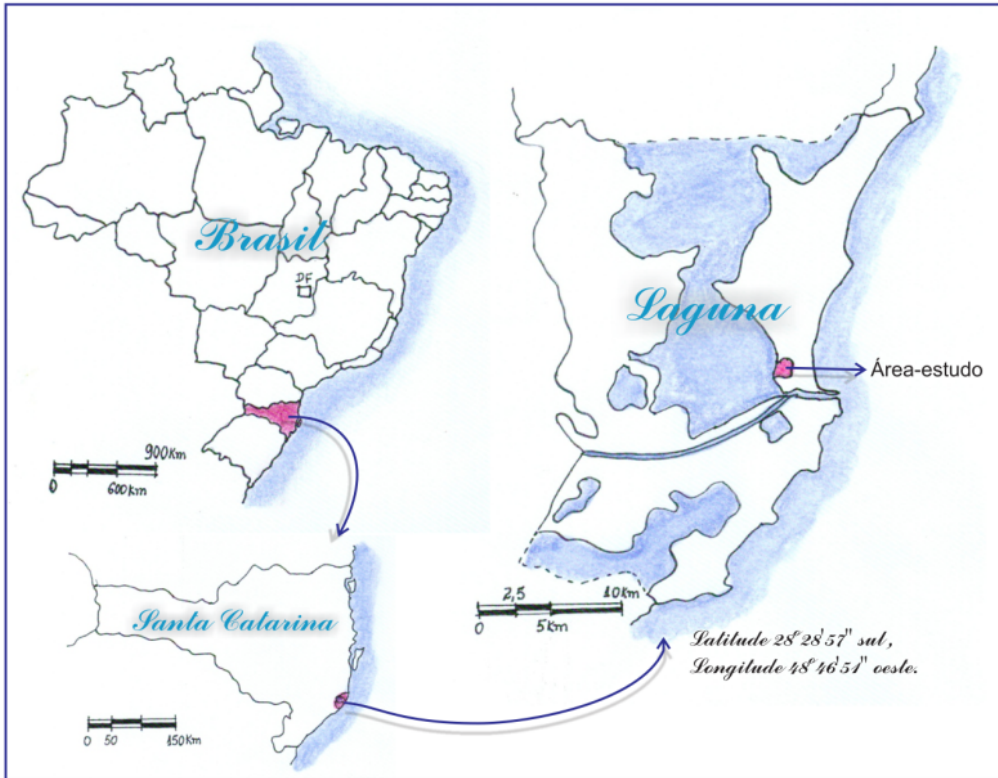 Brasil
DF
900Km
0
600Km
Santa Catarina
0 50 150Km
Laguna
Área-estudo
2,5 10Km
0 5Km
Latitude 28° 28' 57" sul,
Longitude 48° 46' 51" oeste.